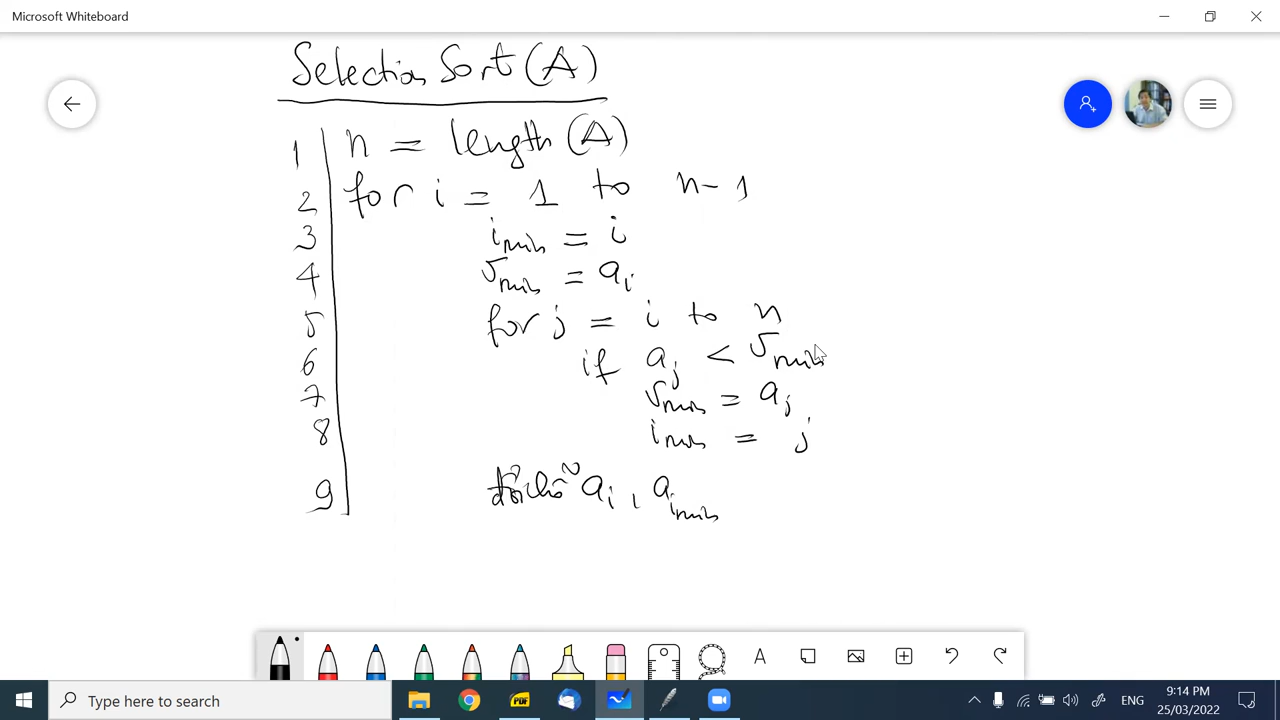 Microsoft Whiteboard
Selection Sort (A)
1 n = length (A)
2 for i = 1 to n-1
3 imin = i
4 vmin = ai
5 for j = i to n
6 if aj < vmin
7 vmin = aj
8 imin = j
9 đổi chỗ ai, aimin
A
Type here to search
PDF
ENG
9:14 PM
25/03/2022